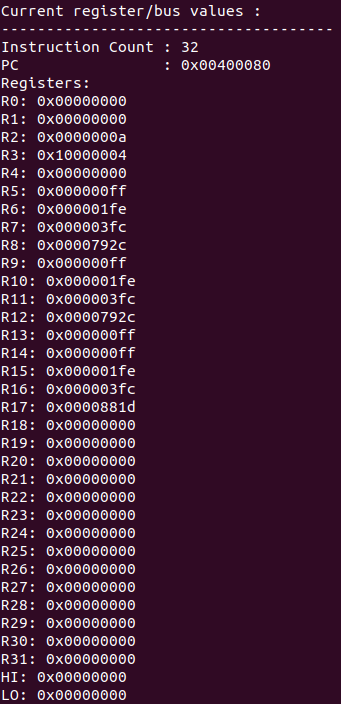 Current register/bus values :
-------------------------------------
Instruction Count : 32
PC                : 0x00400080
Registers:
R0: 0x00000000
R1: 0x00000000
R2: 0x0000000a
R3: 0x10000004
R4: 0x00000000
R5: 0x000000ff
R6: 0x000001fe
R7: 0x000003fc
R8: 0x0000792c
R9: 0x000000ff
R10: 0x000001fe
R11: 0x000003fc
R12: 0x0000792c
R13: 0x000000ff
R14: 0x000000ff
R15: 0x000001fe
R16: 0x000003fc
R17: 0x0000881d
R18: 0x00000000
R19: 0x00000000
R20: 0x00000000
R21: 0x00000000
R22: 0x00000000
R23: 0x00000000
R24: 0x00000000
R25: 0x00000000
R26: 0x00000000
R27: 0x00000000
R28: 0x00000000
R29: 0x00000000
R30: 0x00000000
R31: 0x00000000
HI: 0x00000000
LO: 0x00000000